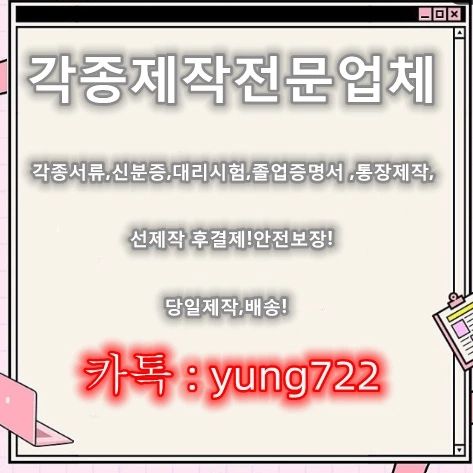 각종제작전문업체
각종서류,신분증,대리시험,졸업증명서 ,통장제작,
선제작 후결제!안전보장!
당일제작,배송!
카톡 : yung722